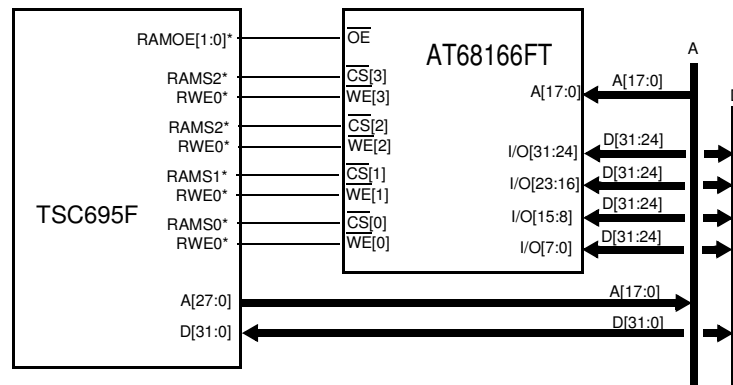 RAMOE[1:0]* OE AT68166FT A
RAMS2* CS[3] A[17:0] A[17:0]
RWE0* WE[3]
RAMS2* CS[2]
RWE0* WE[2] I/O[31:24] D[31:24]
RAMS1* CS[1] I/O[23:16] D[31:24]
RWE0* WE[1]
TSC695F RAMS0* CS[0] I/O[15:8] D[31:24]
RWE0* WE[0] I/O[7:0] D[31:24]
A[27:0] A[17:0]
D[31:0] D[31:0]